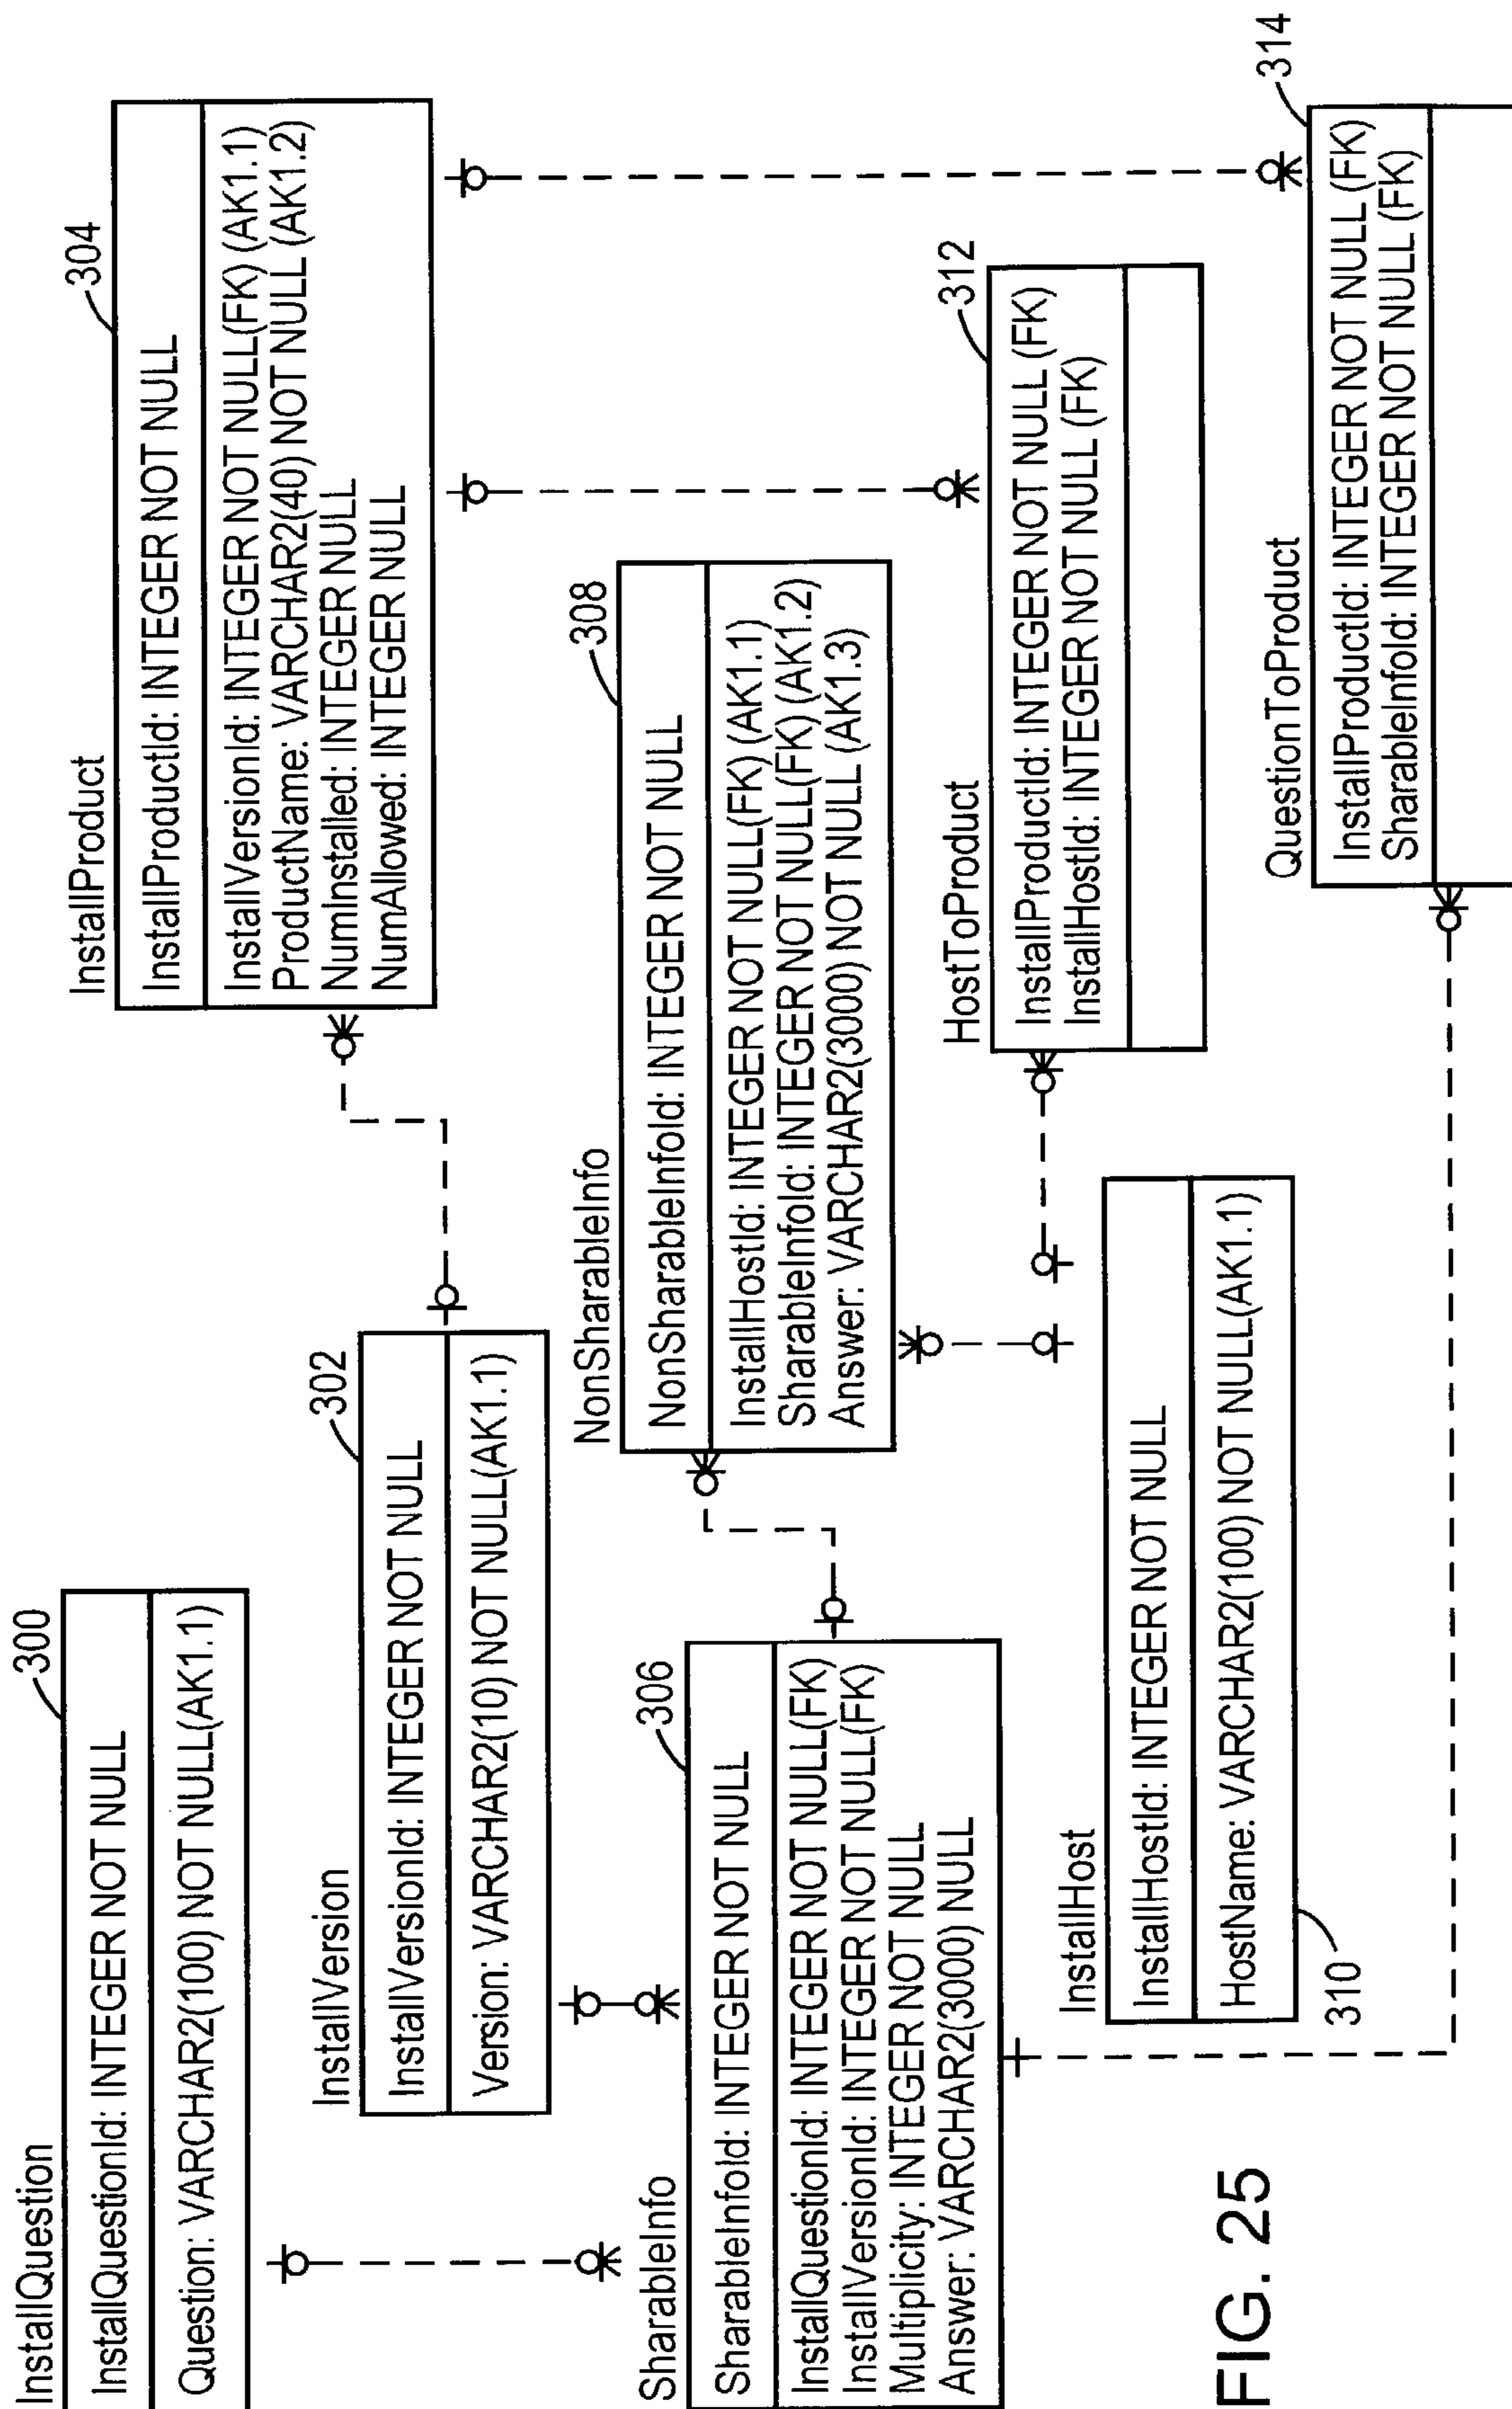 InstallQuestion
300
InstallQuestionId: INTEGER NOT NULL
Question: VARCHAR2(100) NOT NULL(AK1.1)
InstallVersion
302
InstallVersionId: INTEGER NOT NULL
Version: VARCHAR2(10) NOT NULL(AK1.1)
InstallProduct
304
InstallProductId: INTEGER NOT NULL
InstallVersionId: INTEGER NOT NULL(FK) (AK1.1)
ProductName: VARCHAR2(40) NOT NULL (AK1.2)
NumInstalled: INTEGER NULL
NumAllowed: INTEGER NULL
SharableInfo
306
SharableInfoId: INTEGER NOT NULL
InstallQuestionId: INTEGER NOT NULL(FK)
InstallVersionId: INTEGER NOT NULL(FK)
Multiplicity: INTEGER NOT NULL
Answer: VARCHAR2(3000) NULL
NonSharableInfo
308
NonSharableInfoId: INTEGER NOT NULL
InstallHostId: INTEGER NOT NULL(FK) (AK1.1)
SharableInfoId: INTEGER NOT NULL(FK) (AK1.2)
Answer: VARCHAR2(3000) NOT NULL (AK1.3)
InstallHost
InstallHostId: INTEGER NOT NULL
HostName: VARCHAR2(100) NOT NULL(AK1.1)
310
HostToProduct
312
InstallProductId: INTEGER NOT NULL (FK)
InstallHostId: INTEGER NOT NULL (FK)
QuestionToProduct
314
InstallProductId: INTEGER NOT NULL (FK)
SharableInfoId: INTEGER NOT NULL (FK)
FIG. 25